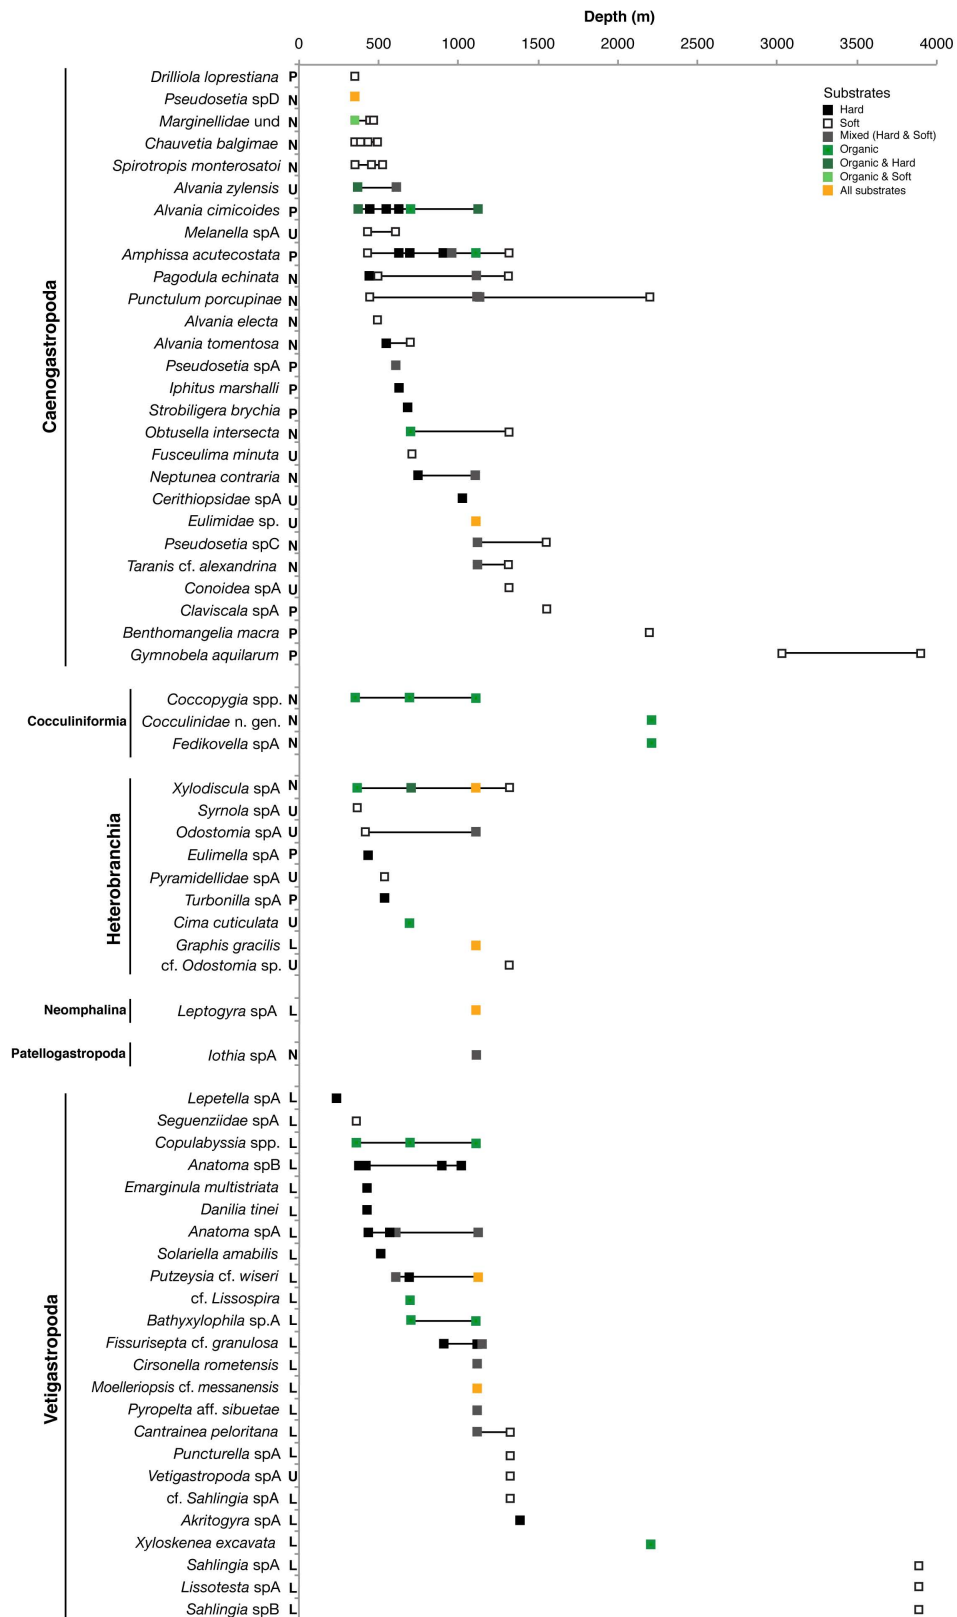 Depth (m)
0 500 1000 1500 2000 2500 3000 3500 4000
Substrates
Hard
Soft
Mixed (Hard & Soft)
Organic
Organic & Hard
Organic & Soft
All substrates
Caenogastropoda
Drilliola loprestiana P
Pseudosetia spD N
Marginellidae und N
Chauvetia balgimae N
Spirotropis monterosatoi N
Alvania zylensis U
Alvania cimicoides P
Melanella spA U
Amphissa acutecostata P
Pagodula echinata N
Punctulum porcupinae N
Alvania electa N
Alvania tomentosa N
Pseudosetia spA P
Iphitus marshalli P
Strobiligera brychia P
Obtusella intersecta N
Fusceulima minuta U
Neptunea contraria N
Cerithiopsidae spA U
Eulimidae sp. U
Pseudosetia spC N
Taranis cf. alexandrina N
Conoidea spA U
Claviscala spA P
Benthomangelia macra P
Gymnobela aquilarum P
Cocculiniformia
Coccopygia spp. N
Cocculinidae n. gen. N
Fedikovella spA N
Heterobranchia
Xylodiscula spA N
Syrnola spA U
Odostomia spA U
Eulimella spA P
Pyramidellidae spA U
Turbonilla spA P
Cima cuticulata U
Graphis gracilis L
cf. Odostomia sp. U
Neomphalina
Leptogyra spA L
Patellogastropoda
Iothia spA N
Vetigastropoda
Lepetella spA L
Seguenziidae spA L
Copulabyssia spp. L
Anatoma spB L
Emarginula multistriata L
Danilia tinei L
Anatoma spA L
Solariella amabilis L
Putzeysia cf. wiseri L
cf. Lissospira L
Bathyxylophila sp.A L
Fissurisepta cf. granulosa L
Cirsonella rometensis L
Moelleriopsis cf. messanensis L
Pyropelta aff. sibuetae L
Cantrainea peloritana L
Puncturella spA L
Vetigastropoda spA U
cf. Sahlingia spA L
Akritogyra spA L
Xyloskenea excavata L
Sahlingia spA L
Lissotesta spA L
Sahlingia spB L